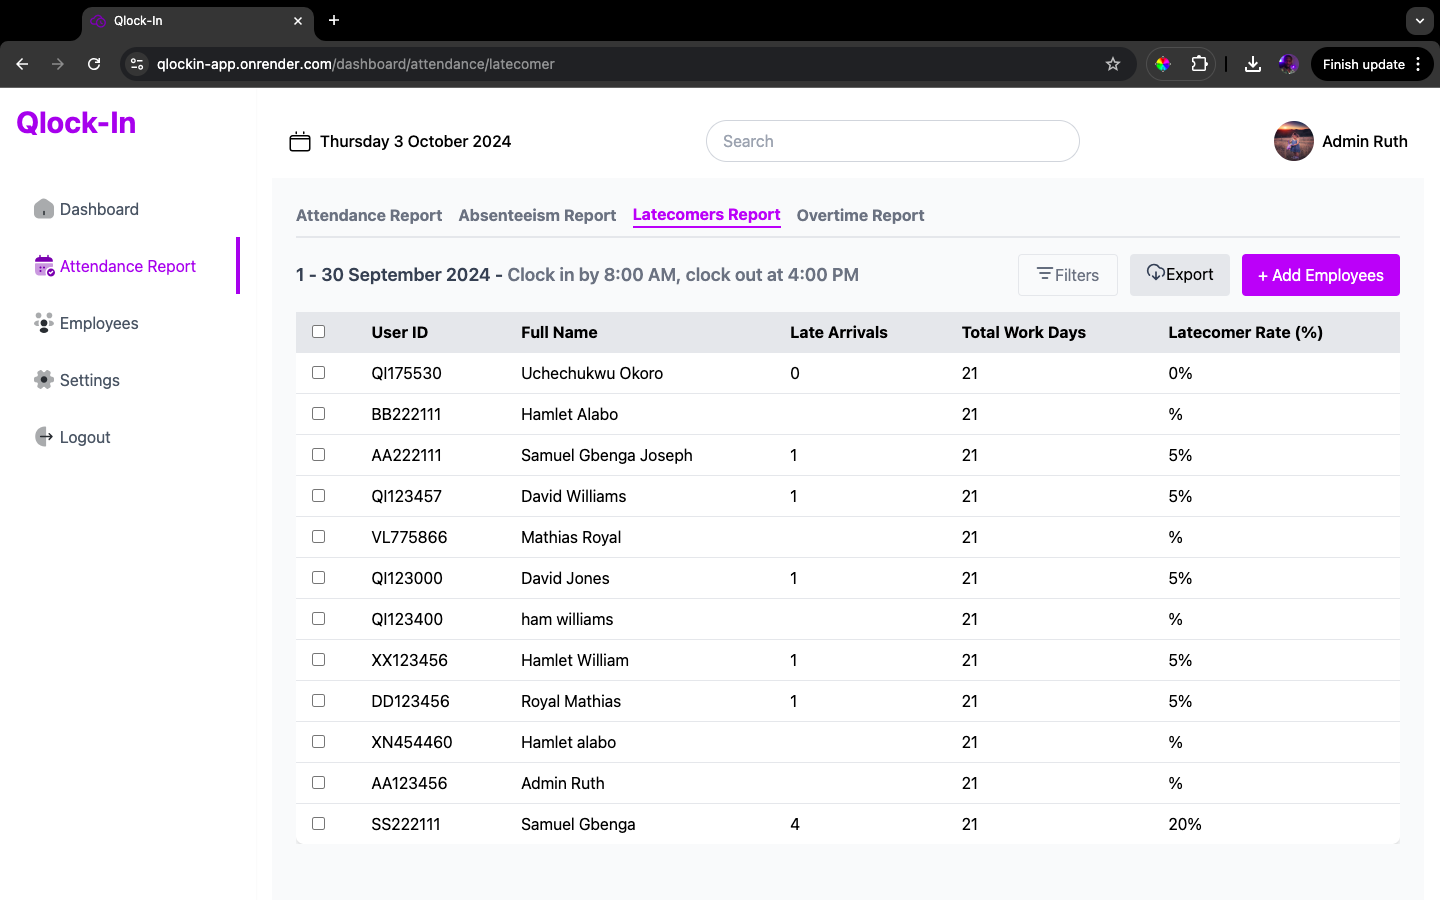 Qlock-In
qlockin-app.onrender.com/dashboard/attendance/latecomer
Finish update
Qlock-In
Thursday 3 October 2024
Search
Admin Ruth
Dashboard
Attendance Report
Employees
Settings
Logout
Attendance Report Absenteeism Report Latecomers Report Overtime Report
1 - 30 September 2024 - Clock in by 8:00 AM, clock out at 4:00 PM
Filters
Export
+ Add Employees
User ID Full Name Late Arrivals Total Work Days Latecomer Rate (%)
QI175530 Uchechukwu Okoro 0 21 0%
BB222111 Hamlet Alabo 21 %
AA222111 Samuel Gbenga Joseph 1 21 5%
QI123457 David Williams 1 21 5%
VL775866 Mathias Royal 21 %
QI123000 David Jones 1 21 5%
QI123400 ham williams 21 %
XX123456 Hamlet William 1 21 5%
DD123456 Royal Mathias 1 21 5%
XN454460 Hamlet alabo 21 %
AA123456 Admin Ruth 21 %
SS222111 Samuel Gbenga 4 21 20%